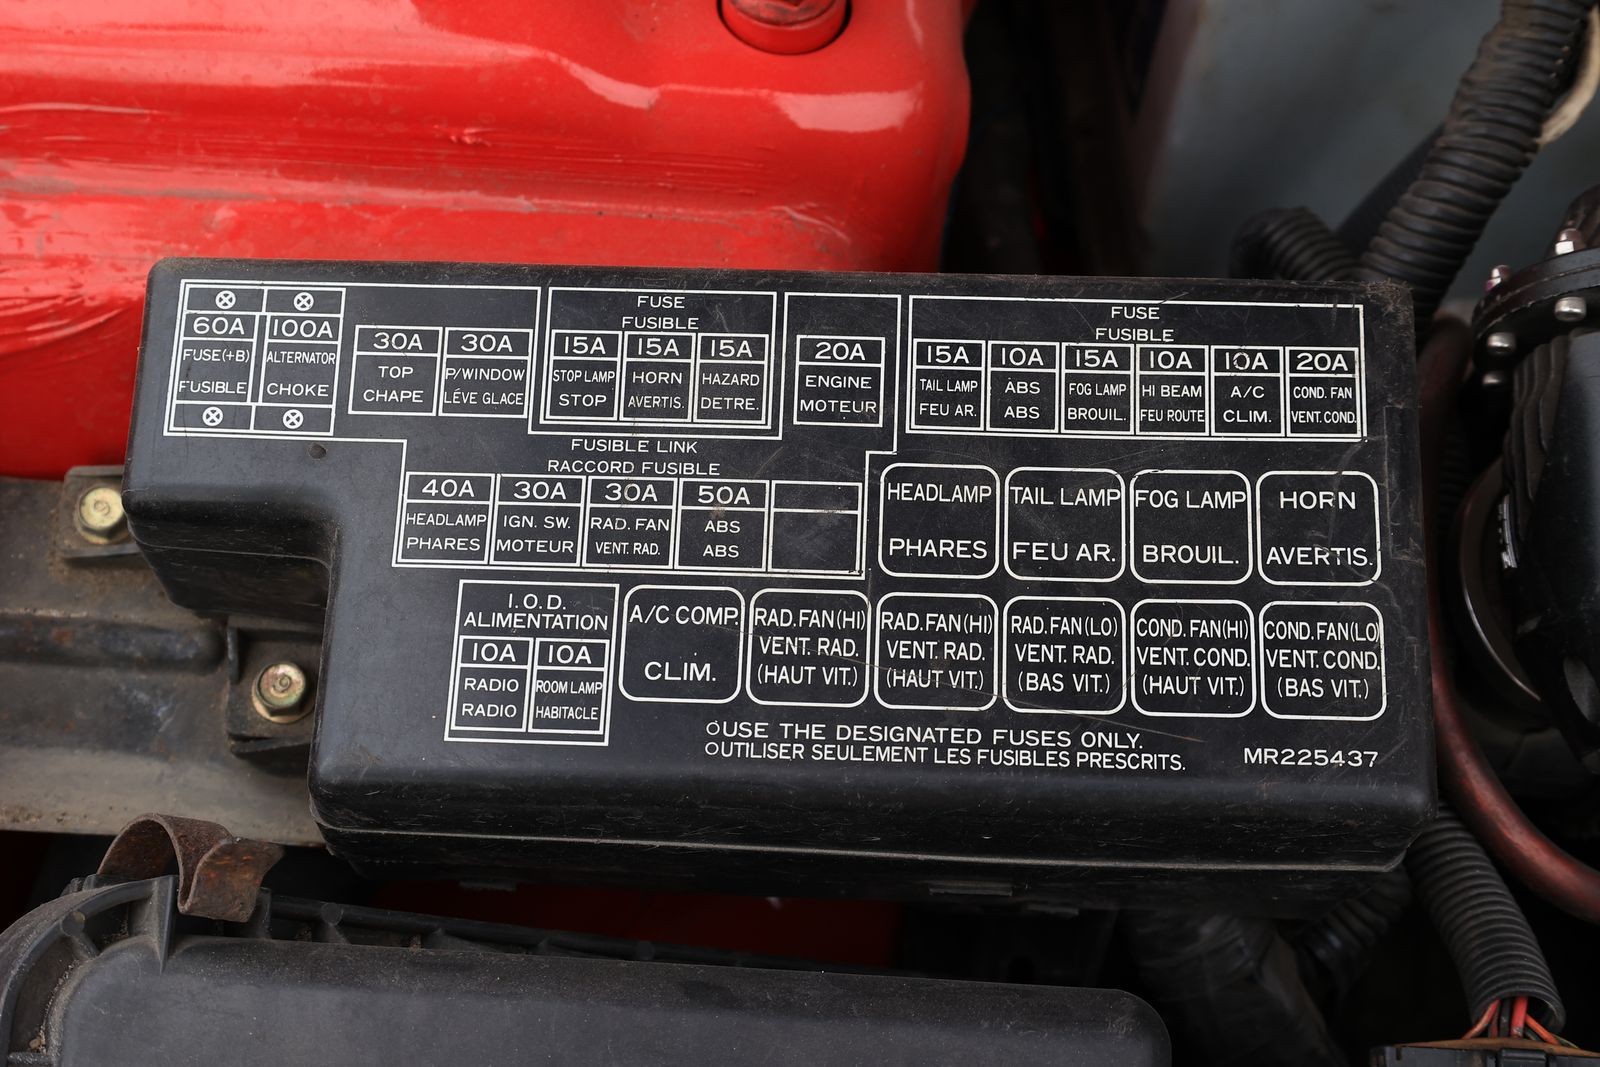 60A
FUSE(+B)
FUSIBLE
100A
ALTERNATOR
CHOKE
30A
TOP
CHAPE
30A
P/WINDOW
LÉVE GLACE
FUSE
FUSIBLE
15A
STOP LAMP
STOP
15A
HORN
AVERTIS.
15A
HAZARD
DETRE.
20A
ENGINE
MOTEUR
FUSE
FUSIBLE
15A
TAIL LAMP
FEU AR.
10A
ABS
ABS
15A
FOG LAMP
BROUIL.
10A
HI BEAM
FEU ROUTE
10A
A/C
CLIM.
20A
COND. FAN
VENT. COND.
FUSIBLE LINK
RACCORD FUSIBLE
40A
HEADLAMP
PHARES
30A
IGN. SW.
MOTEUR
30A
RAD. FAN
VENT. RAD.
50A
ABS
ABS
HEADLAMP
PHARES
TAIL LAMP
FEU AR.
FOG LAMP
BROUIL.
HORN
AVERTIS.
I.O.D.
ALIMENTATION
10A
RADIO
RADIO
10A
ROOM LAMP
HABITACLE
A/C COMP.
CLIM.
RAD. FAN(HI)
VENT. RAD.
(HAUT VIT.)
RAD. FAN(HI)
VENT. RAD.
(HAUT VIT.)
RAD. FAN(LO)
VENT. RAD.
(BAS VIT.)
COND. FAN(HI)
VENT. COND.
(HAUT VIT.)
COND. FAN(LO)
VENT. COND.
(BAS VIT.)
○USE THE DESIGNATED FUSES ONLY.
○UTILISER SEULEMENT LES FUSIBLES PRESCRITS.
MR225437